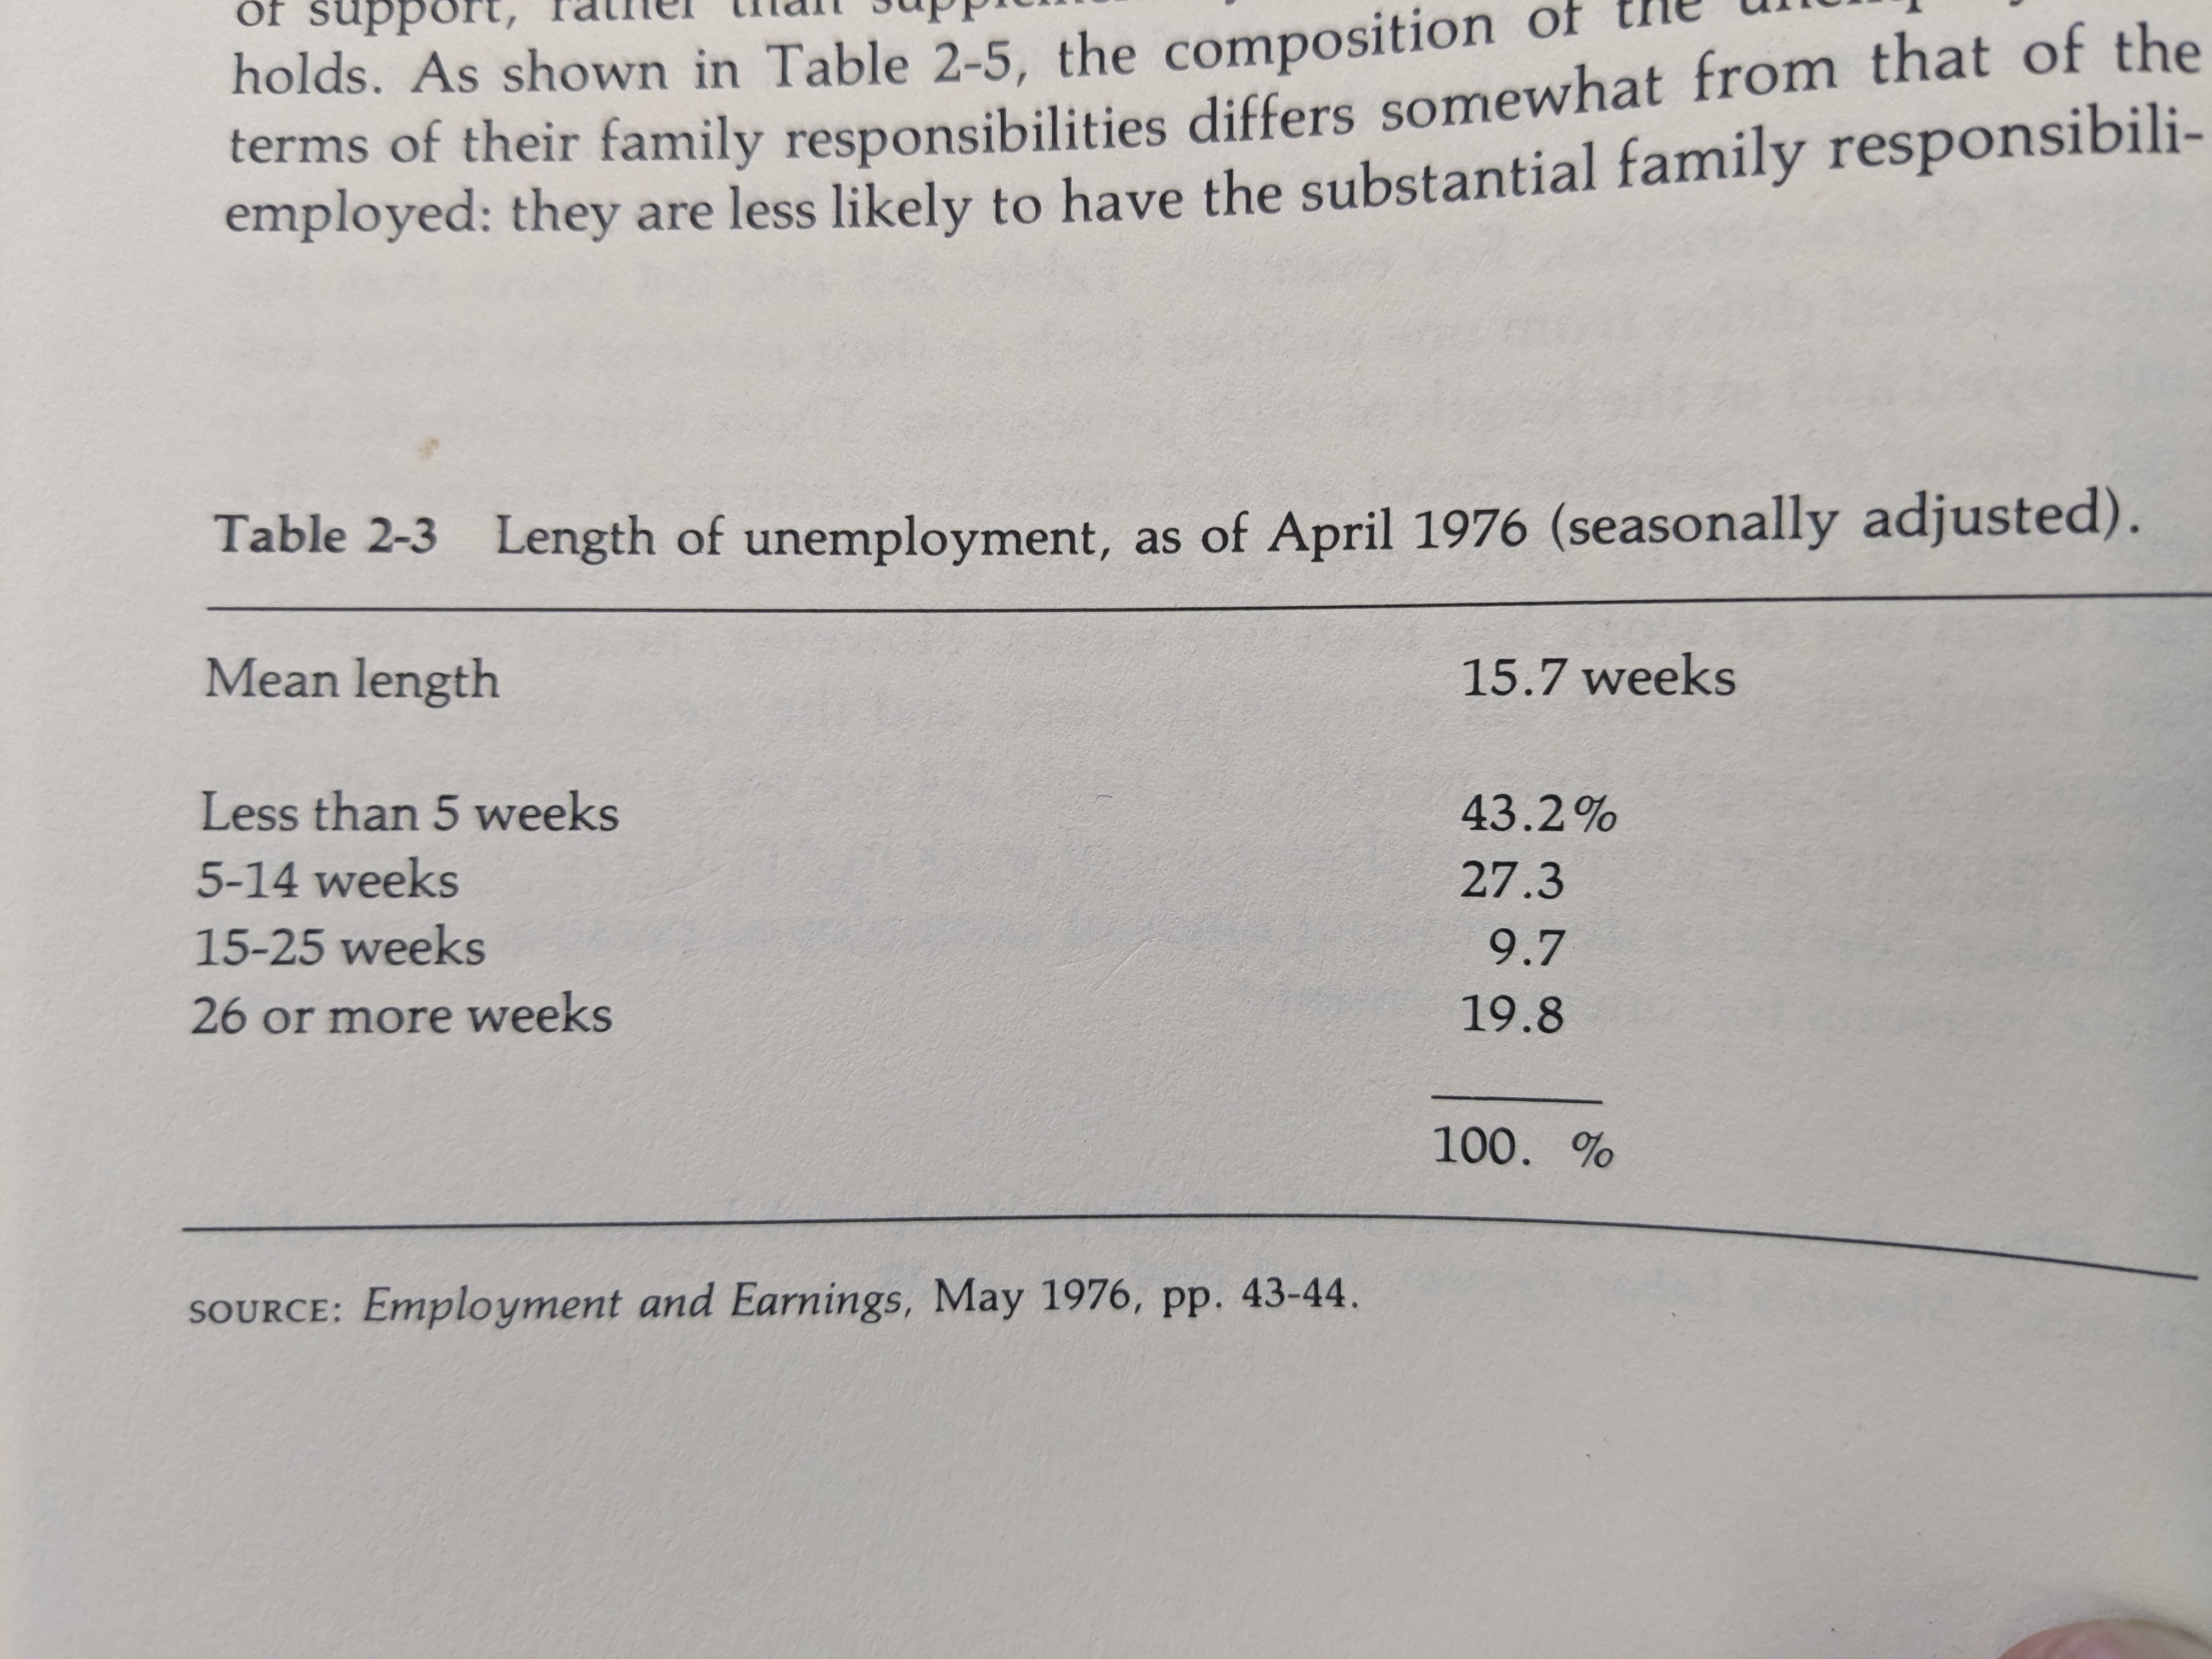 of support, rather than
holds. As shown in Table 2-5, the composition of the
terms of their family responsibilities differs somewhat from that of the
employed: they are less likely to have the substantial family responsibili-
Table 2-3 Length of unemployment, as of April 1976 (seasonally adjusted).
Mean length 15.7 weeks
Less than 5 weeks 43.2%
5-14 weeks 27.3
15-25 weeks 9.7
26 or more weeks 19.8
100. %
SOURCE: Employment and Earnings, May 1976, pp. 43-44.